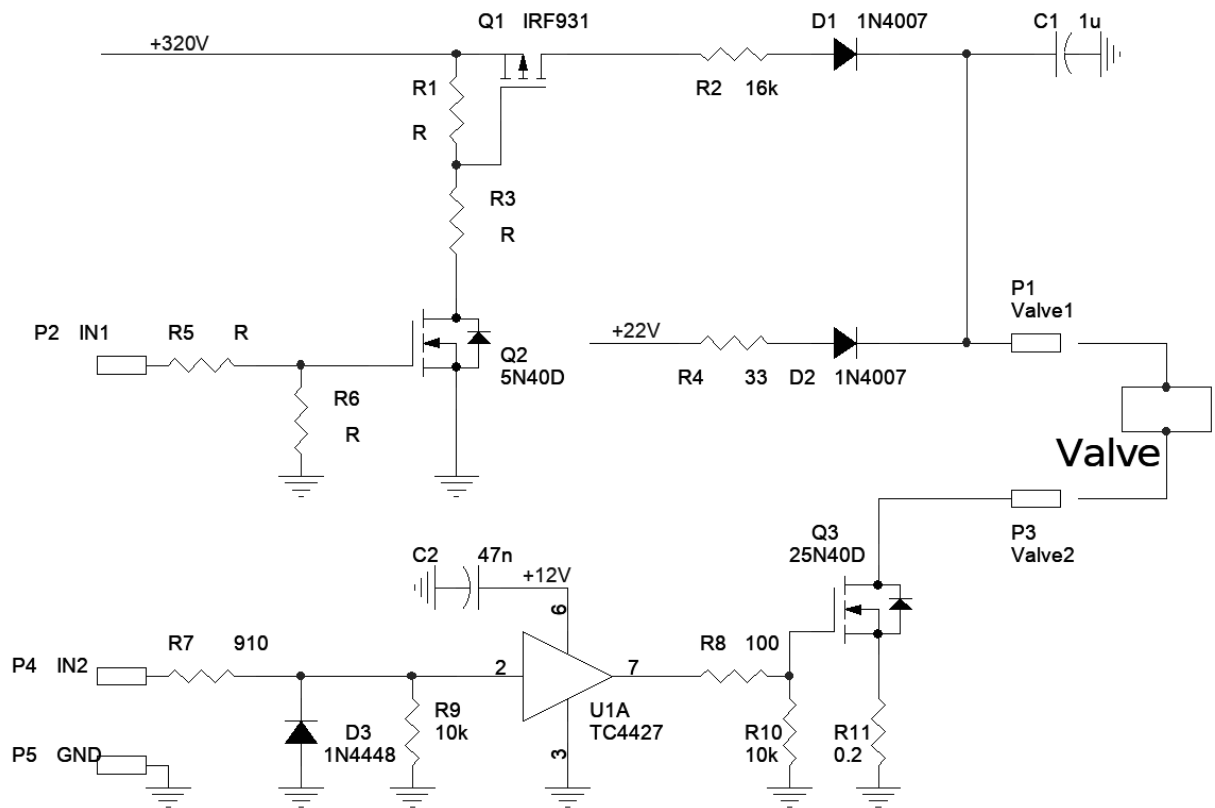 Q1 IRF931
D1 1N4007
C1 1u
+320V
R1
R
R2 16k
R3
R
P1
Valve1
P2 IN1
R5 R
+22V
Q2
5N40D
R4 33
D2 1N4007
R6
R
Valve
Q3
25N40D
P3
Valve2
C2 47n
+12V
6
R7 910
R8 100
P4 IN2
2
7
U1A
TC4427
R9
10k
D3
1N4448
3
R10
10k
R11
0.2
P5 GND